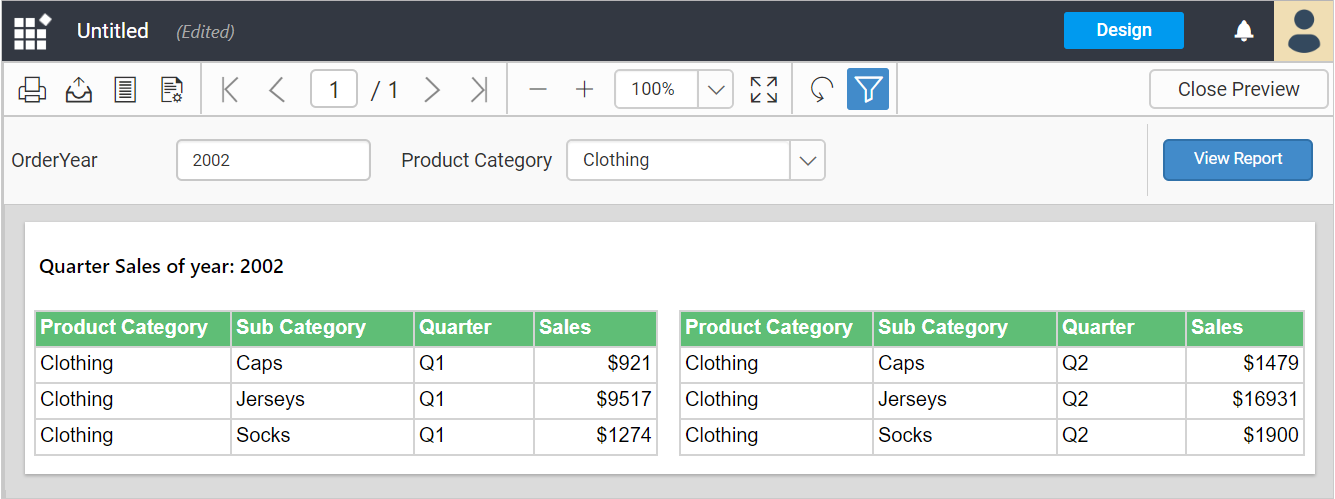 Untitled (Edited) Design
1 / 1 100% Close Preview
OrderYear 2002 Product Category Clothing View Report
Quarter Sales of year: 2002
Product Category Sub Category Quarter Sales Product Category Sub Category Quarter Sales
Clothing Caps Q1 $921 Clothing Caps Q2 $1479
Clothing Jerseys Q1 $9517 Clothing Jerseys Q2 $16931
Clothing Socks Q1 $1274 Clothing Socks Q2 $1900